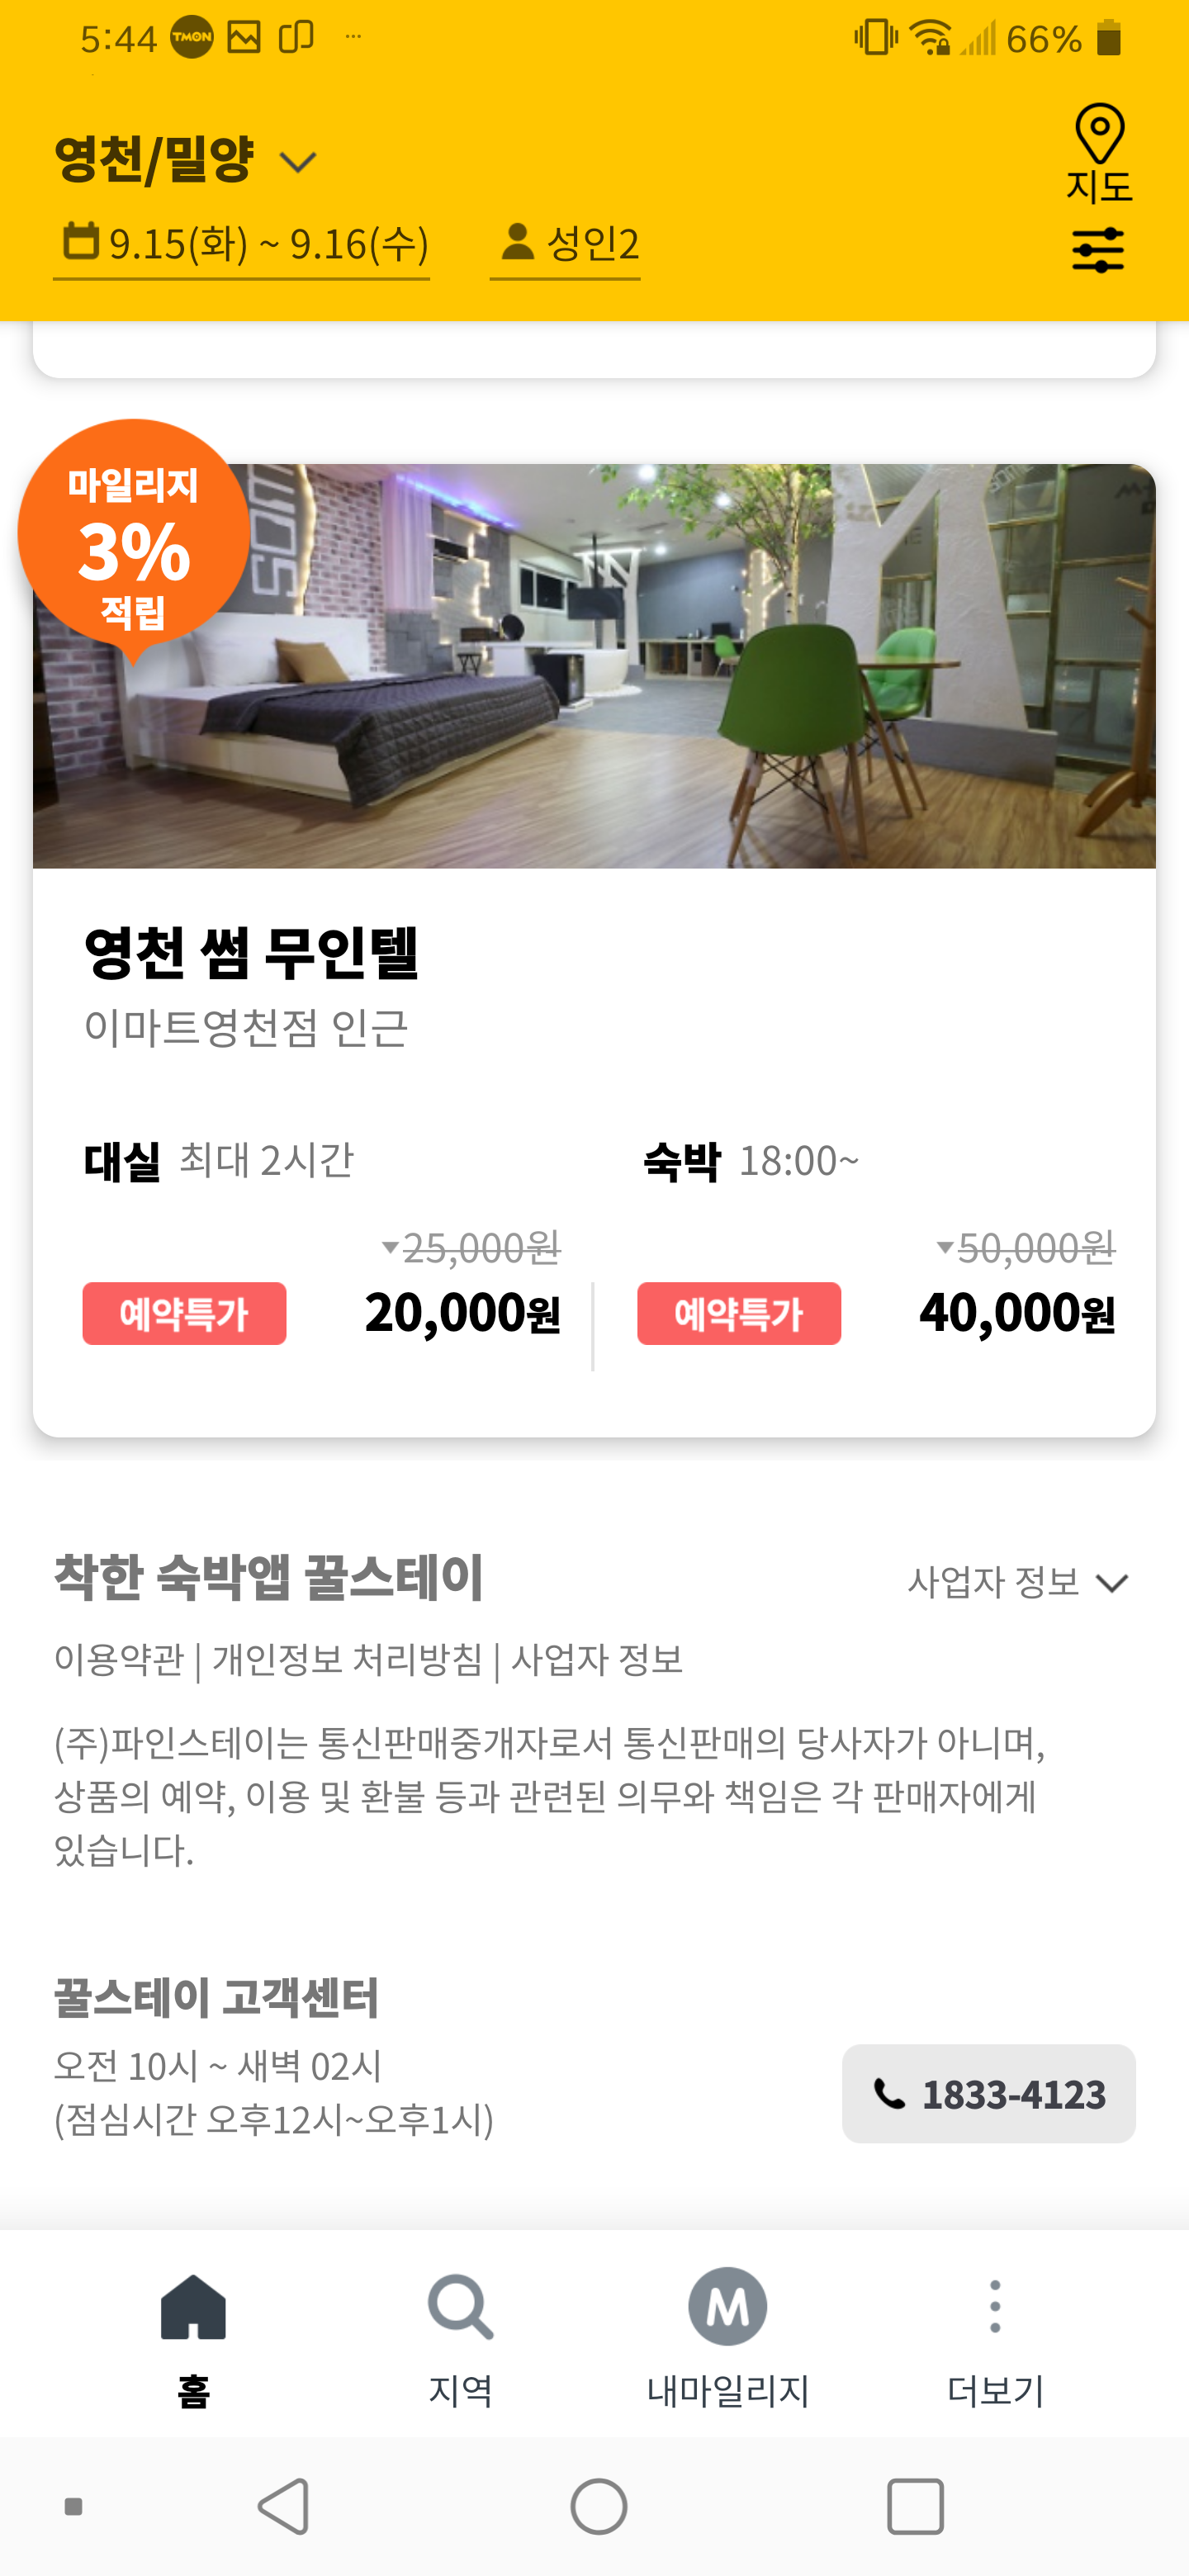 5:44 TMON ... 66%
영천/밀양
지도
9.15(화) ~ 9.16(수) 성인2
마일리지
3%
적립
영천 썸 무인텔
이마트영천점 인근
대실 최대 2시간 숙박 18:00~
▼25,000원 ▼50,000원
예약특가 20,000원 예약특가 40,000원
착한 숙박앱 꿀스테이 사업자 정보
이용약관 | 개인정보 처리방침 | 사업자 정보
(주)파인스테이는 통신판매중개자로서 통신판매의 당사자가 아니며,
상품의 예약, 이용 및 환불 등과 관련된 의무와 책임은 각 판매자에게
있습니다.
꿀스테이 고객센터
오전 10시 ~ 새벽 02시
(점심시간 오후12시~오후1시)
1833-4123
M
홈 지역 내마일리지 더보기